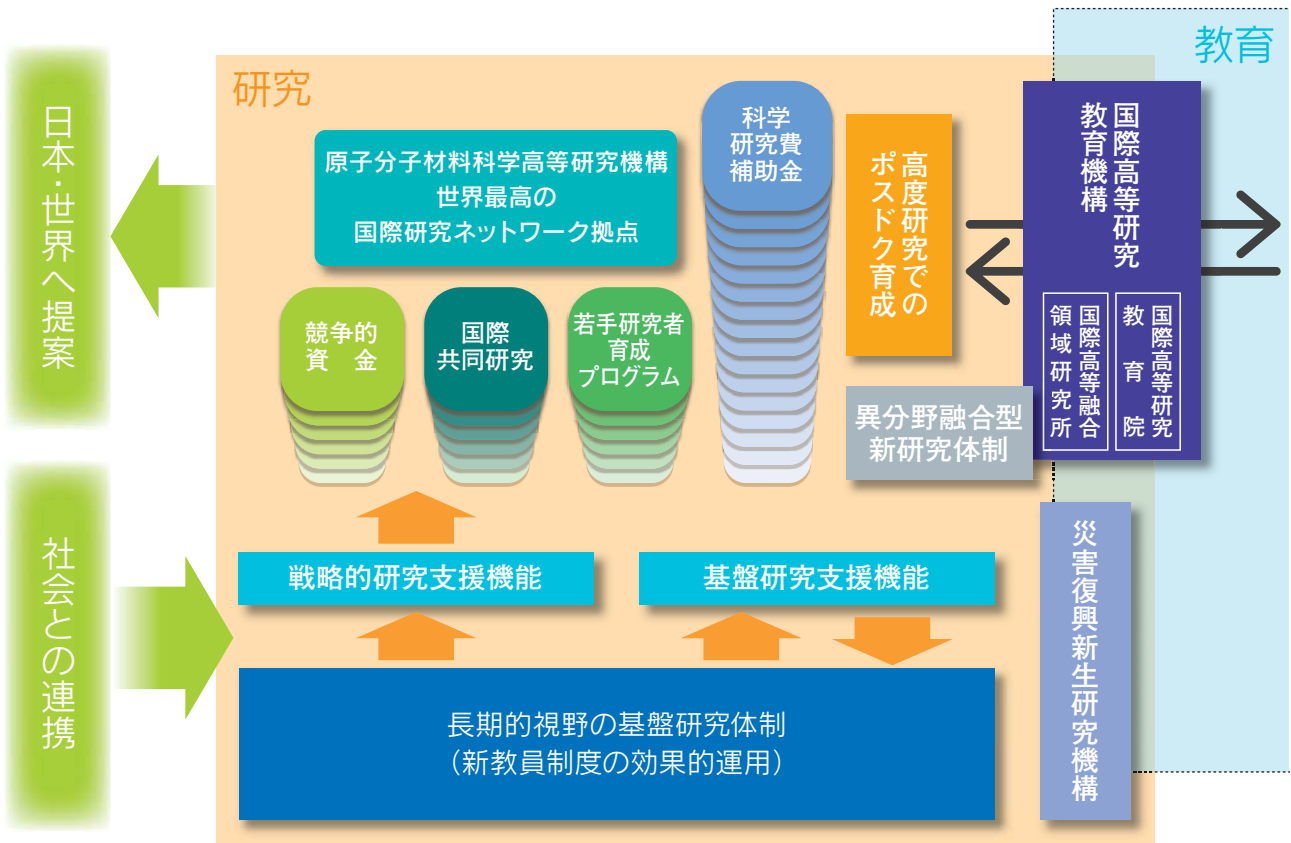 教育
研究
日本・世界へ提案
社会との連携
原子分子材料科学高等研究機構
世界最高の
国際研究ネットワーク拠点
科学
研究費
補助金
高度研究での
ポスドク育成
国際高等研究
教育機構
競争的
資　金
国際
共同研究
若手研究者
育成
プログラム
国際高等研究
教育院
国際高等融合
領域研究所
異分野融合型
新研究体制
戦略的研究支援機能
基盤研究支援機能
災害復興新生研究機構
長期的視野の基盤研究体制
（新教員制度の効果的運用）